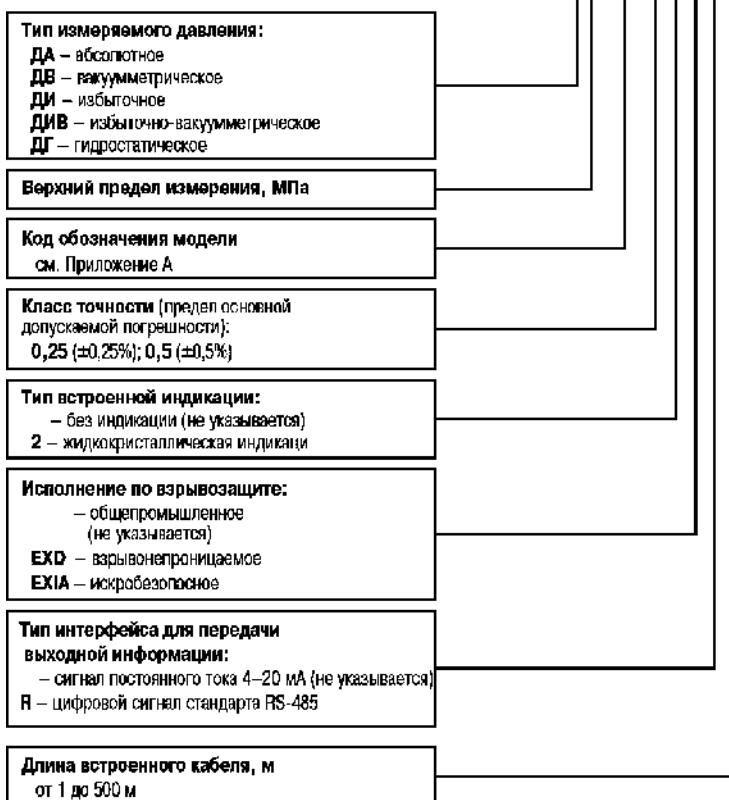 Тип измеряемого давления:
ДА – абсолютное
ДВ – вакуумметрическое
ДИ – избыточное
ДИВ – избыточно-вакуумметрическое
ДГ – гидростатическое
Верхний предел измерения, МПа
Код обозначения модели
см. Приложение А
Класс точности (предел основной
допускаемой погрешности):
0,25 (±0,25%); 0,5 (±0,5%)
Тип встроенной индикации:
– без индикации (не указывается)
2 – жидкокристаллическая индикаци
Исполнение по взрывозащите:
– общепромышленное
(не указывается)
EXD – взрывонепроницаемое
EXIA – искробезопосное
Тип интерфейса для передачи
выходной информации:
– сигнал постоянного тока 4–20 мА (не указывается)
R – цифровой сигнал стандарта RS-485
Длина встроенного кабеля, м
от 1 до 500 м